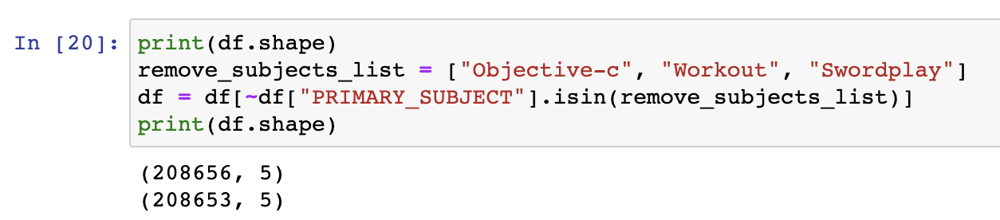 In [20]: print(df.shape)
remove_subjects_list = ["Objective-c", "Workout", "Swordplay"]
df = df[~df["PRIMARY_SUBJECT"].isin(remove_subjects_list)]
print(df.shape)
(208656, 5)
(208653, 5)